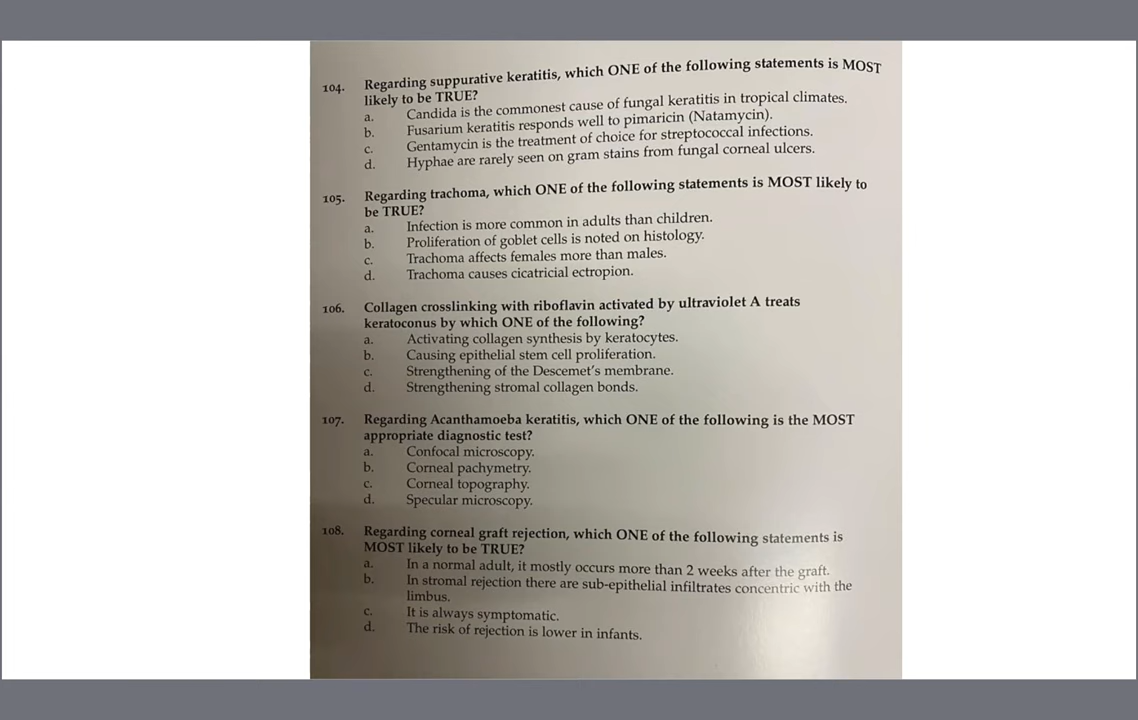 104. Regarding suppurative keratitis, which ONE of the following statements is MOST
likely to be TRUE?
a. Candida is the commonest cause of fungal keratitis in tropical climates.
b. Fusarium keratitis responds well to pimaricin (Natamycin).
c. Gentamycin is the treatment of choice for streptococcal infections.
d. Hyphae are rarely seen on gram stains from fungal corneal ulcers.
105. Regarding trachoma, which ONE of the following statements is MOST likely to
be TRUE?
a. Infection is more common in adults than children.
b. Proliferation of goblet cells is noted on histology.
c. Trachoma affects females more than males.
d. Trachoma causes cicatricial ectropion.
106. Collagen crosslinking with riboflavin activated by ultraviolet A treats
keratoconus by which ONE of the following?
a. Activating collagen synthesis by keratocytes.
b. Causing epithelial stem cell proliferation.
c. Strengthening of the Descemet's membrane.
d. Strengthening stromal collagen bonds.
107. Regarding Acanthamoeba keratitis, which ONE of the following is the MOST
appropriate diagnostic test?
a. Confocal microscopy.
b. Corneal pachymetry.
c. Corneal topography.
d. Specular microscopy.
108. Regarding corneal graft rejection, which ONE of the following statements is
MOST likely to be TRUE?
a. In a normal adult, it mostly occurs more than 2 weeks after the graft.
b. In stromal rejection there are sub-epithelial infiltrates concentric with the
limbus.
c. It is always symptomatic.
d. The risk of rejection is lower in infants.